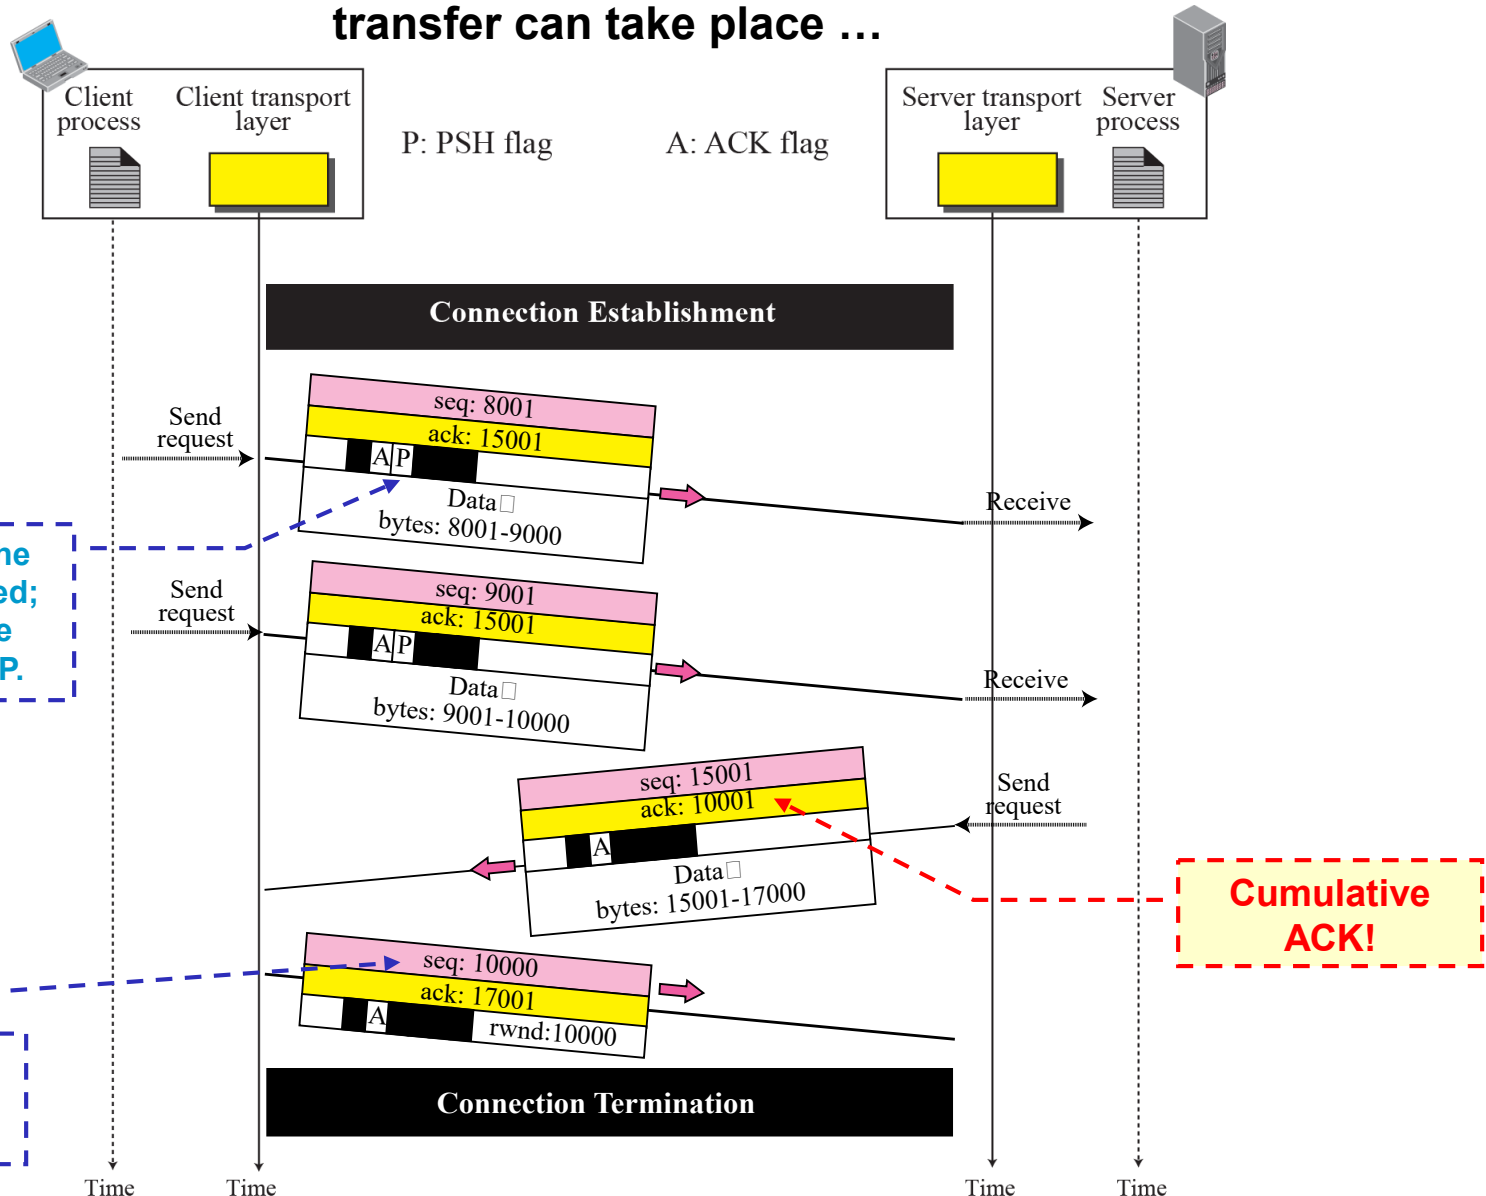 transfer can take place …
Client
process
Client transport
layer
P: PSH flag
A: ACK flag
Server transport
layer
Server
process
Connection Establishment
Send
request
seq: 8001
ack: 15001
A P
Data
bytes: 8001-9000
Receive
ed;
P.
Send
request
seq: 9001
ack: 15001
A P
Data
bytes: 9001-10000
Receive
seq: 15001
ack: 10001
A
Data
bytes: 15001-17000
Send
request
Cumulative
ACK!
seq: 10000
ack: 17001
A
rwnd:10000
Connection Termination
Time
Time
Time
Time